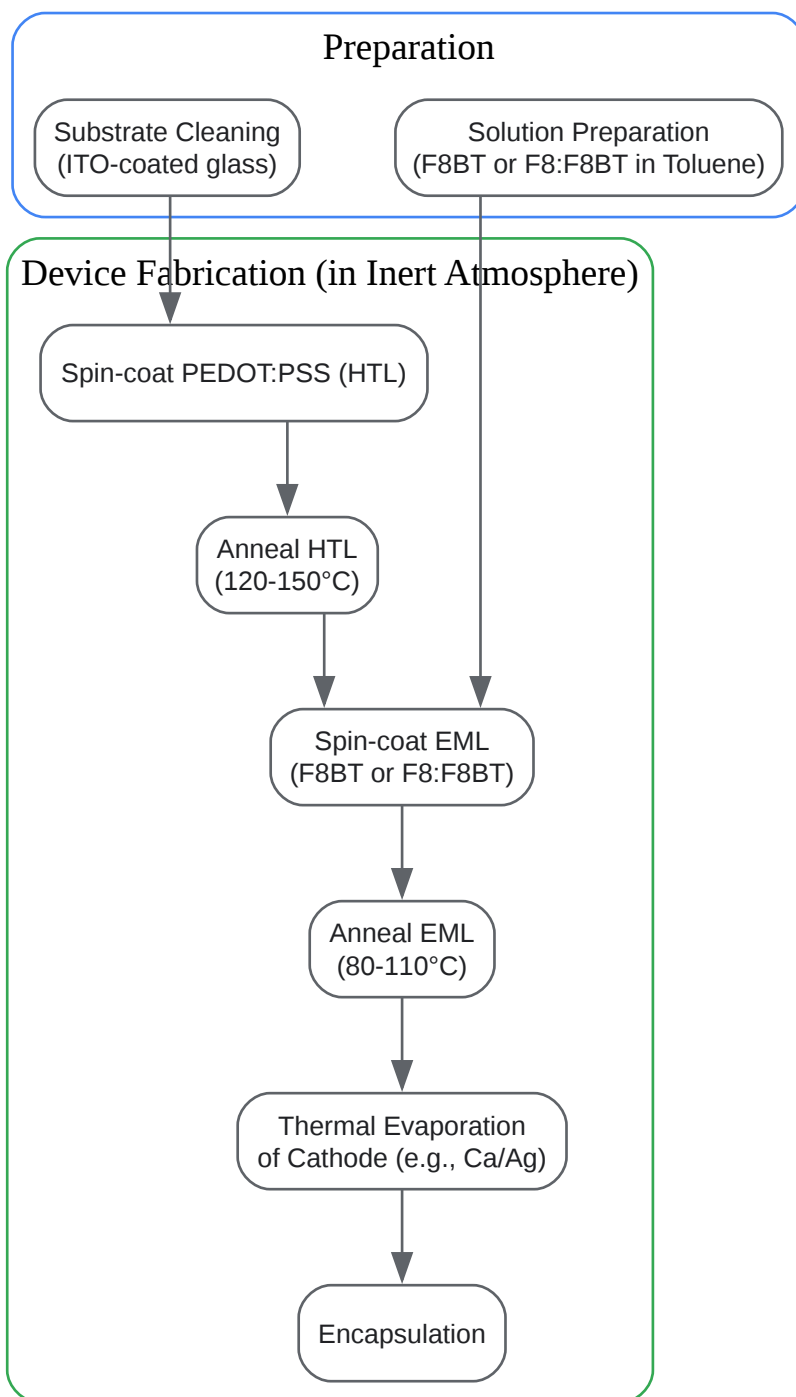 Preparation
Substrate Cleaning
(ITO-coated glass)
Solution Preparation
(F8BT or F8:F8BT in Toluene)
Device Fabrication (in Inert Atmosphere)
Spin-coat PEDOT:PSS (HTL)
Anneal HTL
(120-150°C)
Spin-coat EML
(F8BT or F8:F8BT)
Anneal EML
(80-110°C)
Thermal Evaporation
of Cathode (e.g., Ca/Ag)
Encapsulation